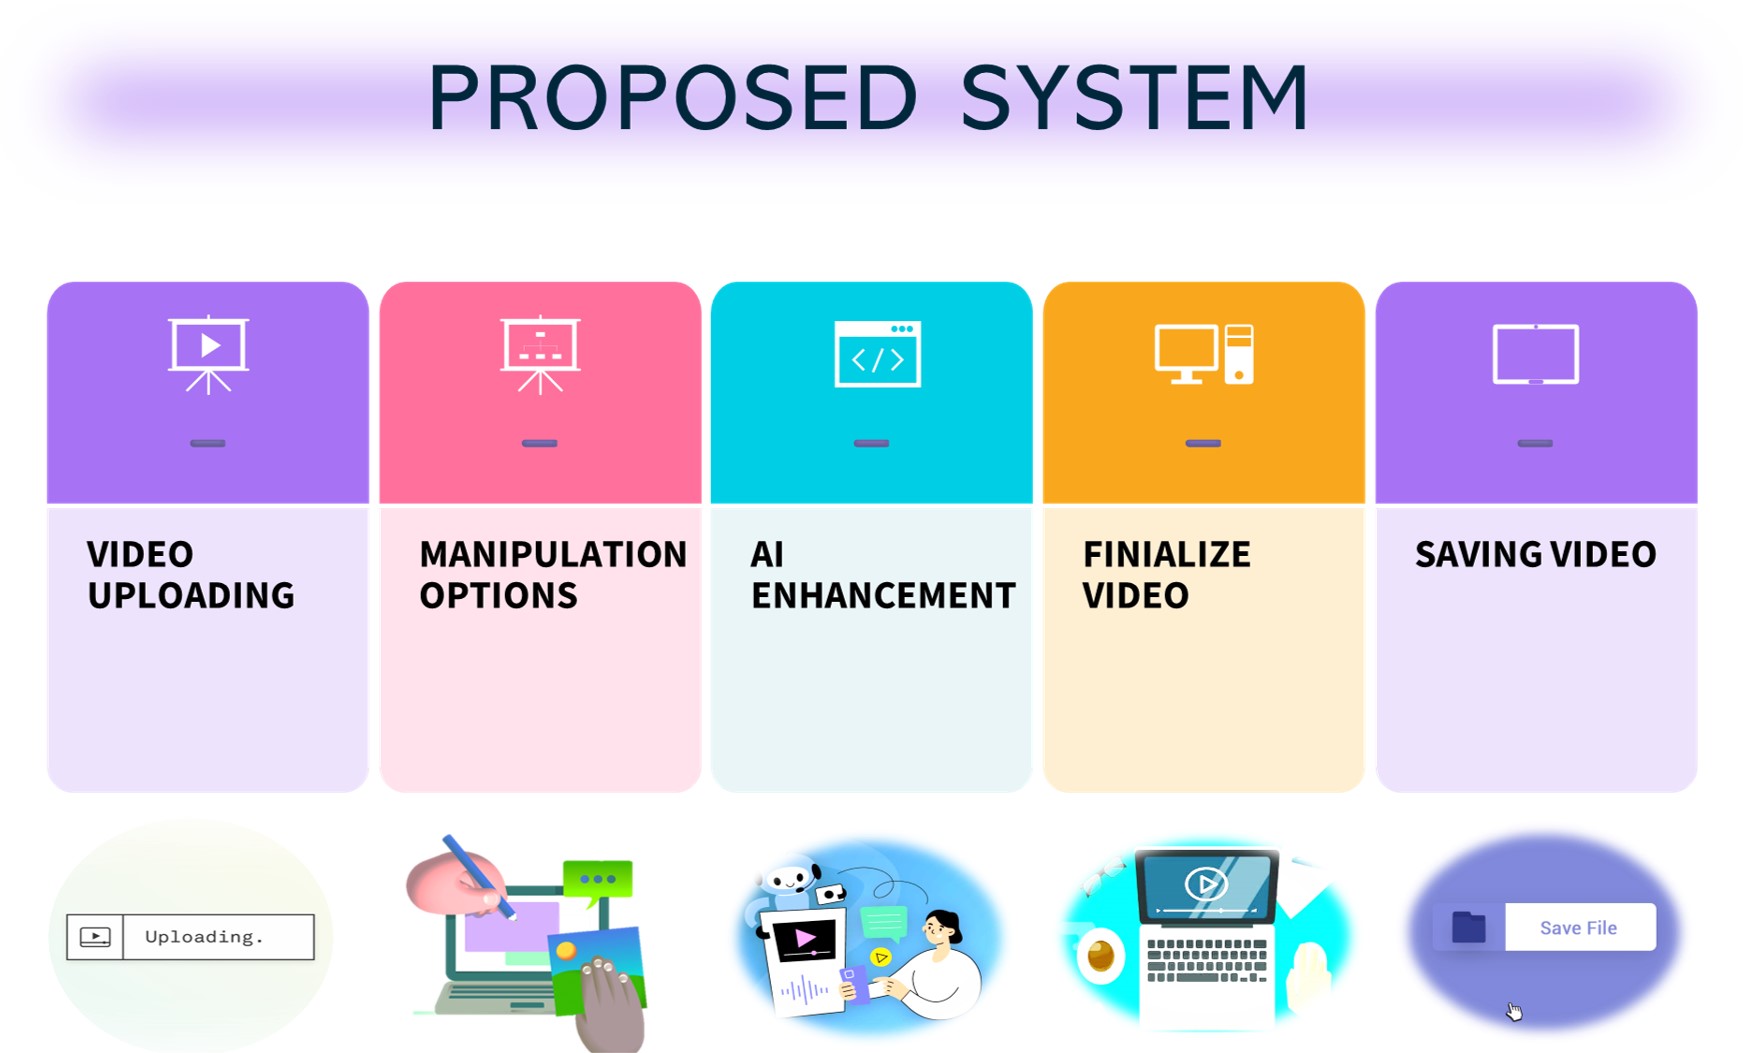 PROPOSED SYSTEM
VIDEO
UPLOADING
MANIPULATION
OPTIONS
AI
ENHANCEMENT
FINIALIZE
VIDEO
SAVING VIDEO
Uploading.
Save File